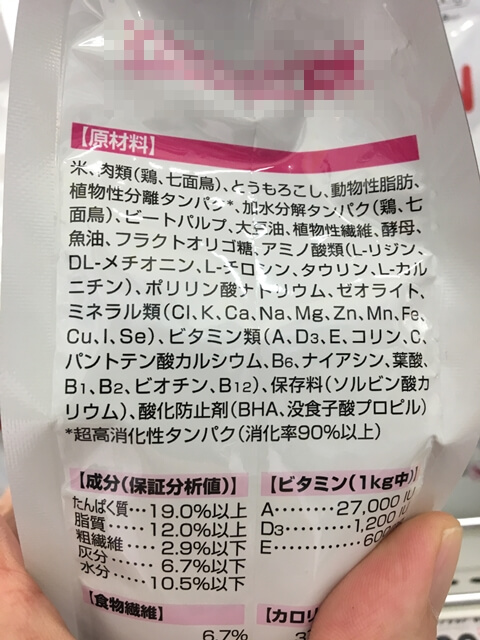 【原材料】
米、肉類(鶏、七面鳥)、とうもろこし、動物性脂肪、
植物性分離タンパク*、加水分解タンパク(鶏、七
面鳥)、ビートパルプ、大豆油、植物性繊維、酵母、
魚油、フラクトオリゴ糖、アミノ酸類(L-リジン、
DL-メチオニン、L-チロシン、タウリン、L-カル
ニチン)、ポリリン酸ナトリウム、ゼオライト、
ミネラル類(Cl、K、Ca、Na、Mg、Zn、Mn、Fe、
Cu、I、Se)、ビタミン類(A、D3、E、コリン、C、
パントテン酸カルシウム、B6、ナイアシン、葉酸、
B1、B2、ビオチン、B12)、保存料(ソルビン酸カ
リウム)、酸化防止剤(BHA、没食子酸プロピル)
*超高消化性タンパク(消化率90%以上)
【成分(保証分析値)】
たんぱく質…19.0%以上
脂質……12.0%以上
粗繊維……2.9%以下
灰分……6.7%以下
水分……10.5%以下
【ビタミン(1kg中)】
A………27,000 IU
D3………1,200 IU
E…………600
【食物繊維】
6.7%
【カロリ